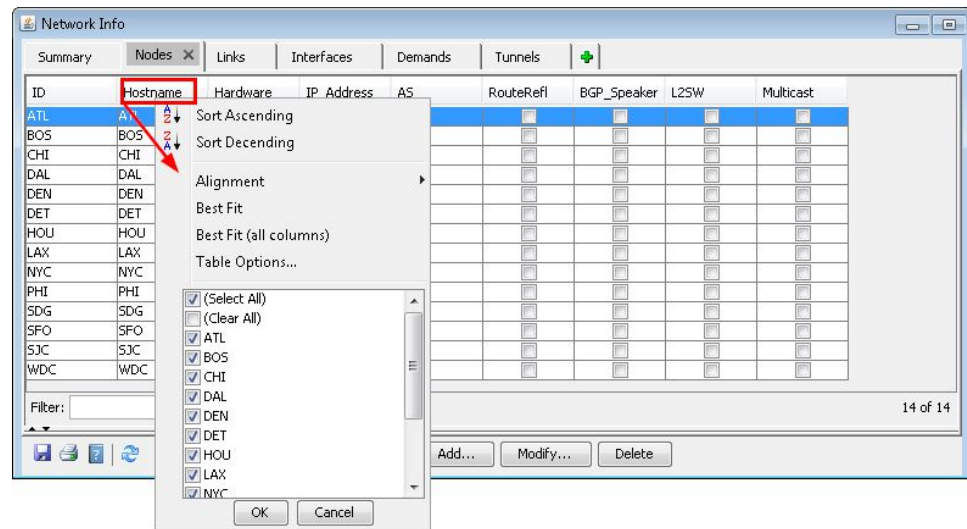 Network Info
Summary Nodes Links Interfaces Demands Tunnels
ID Hostname Hardware IP_Address AS RouteRefl BGP_Speaker L2SW Multicast
ATL
BOS BOS
CHI CHI
DAL DAL
DEN DEN
DET DET
HOU HOU
LAX LAX
NYC NYC
PHI PHI
SDG SDG
SFO SFO
SJC SJC
WDC WDC
Sort Ascending
Sort Decending
Alignment
Best Fit
Best Fit (all columns)
Table Options...
(Select All)
(Clear All)
ATL
BOS
CHI
DAL
DEN
DET
HOU
LAX
NYC
OK Cancel
Filter: 14 of 14
Add... Modify... Delete